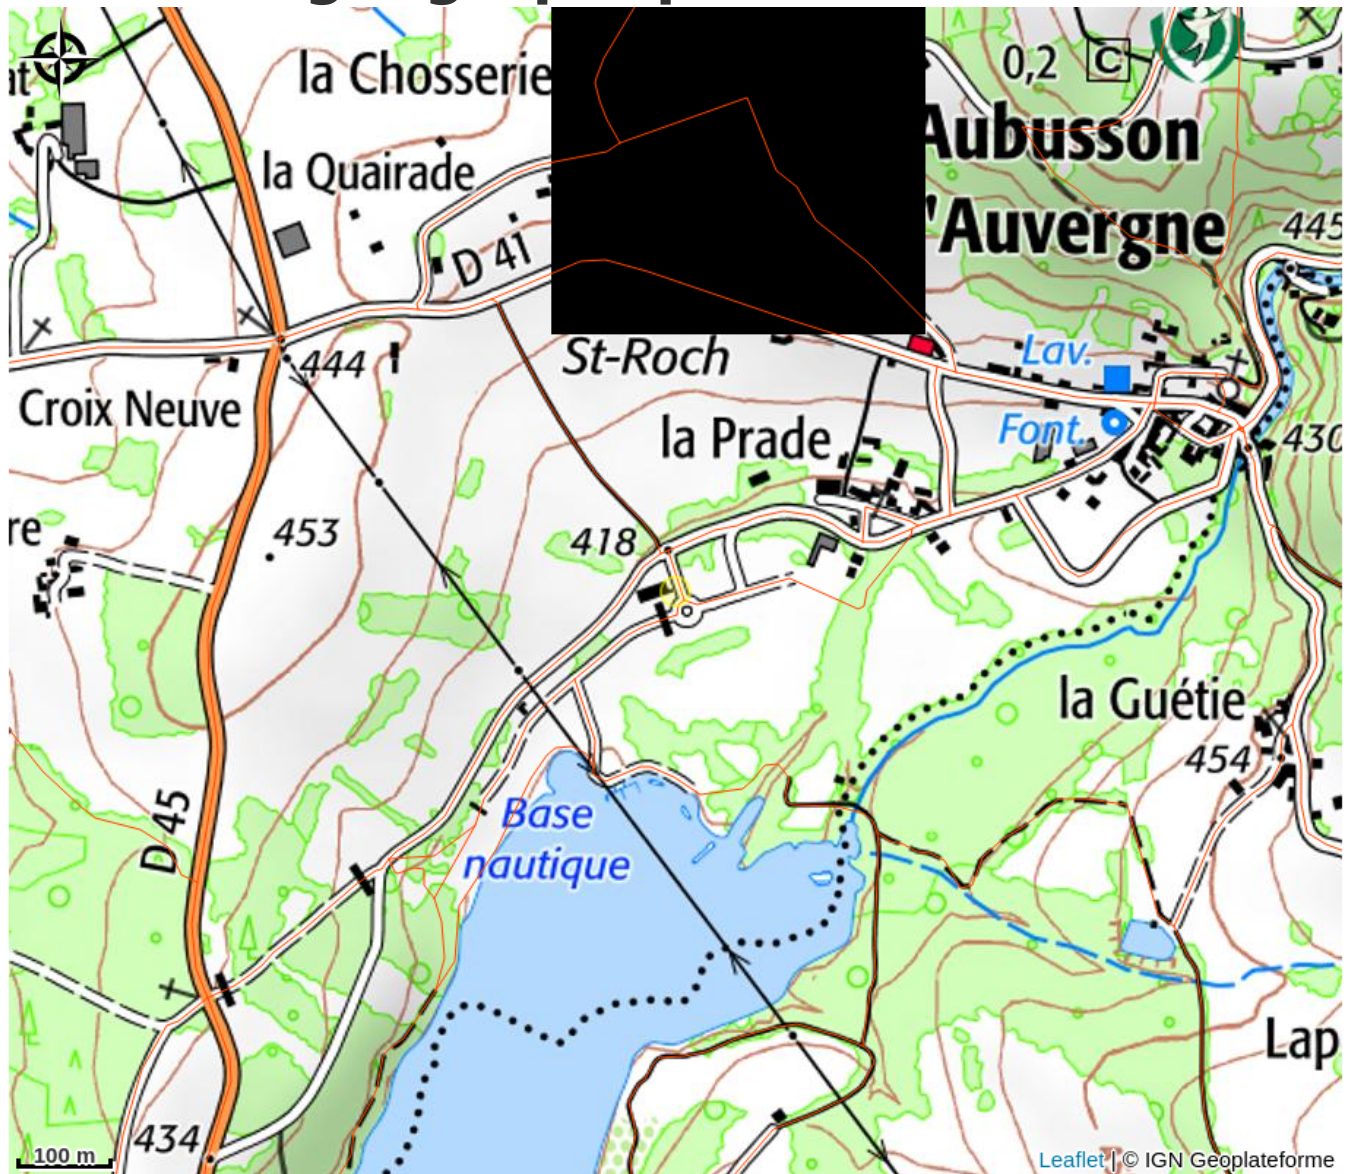 la Chosserie
0,2 C
at
Aubusson
la Quairade
'Auvergne
445
D 41
444
St-Roch
Lav.
Croix Neuve
la Prade
Font.
430
re
453
418
la Guétie
454
D 45
Base
nautique
Lap
434
100 m
Leaflet | © IGN Geoplateforme